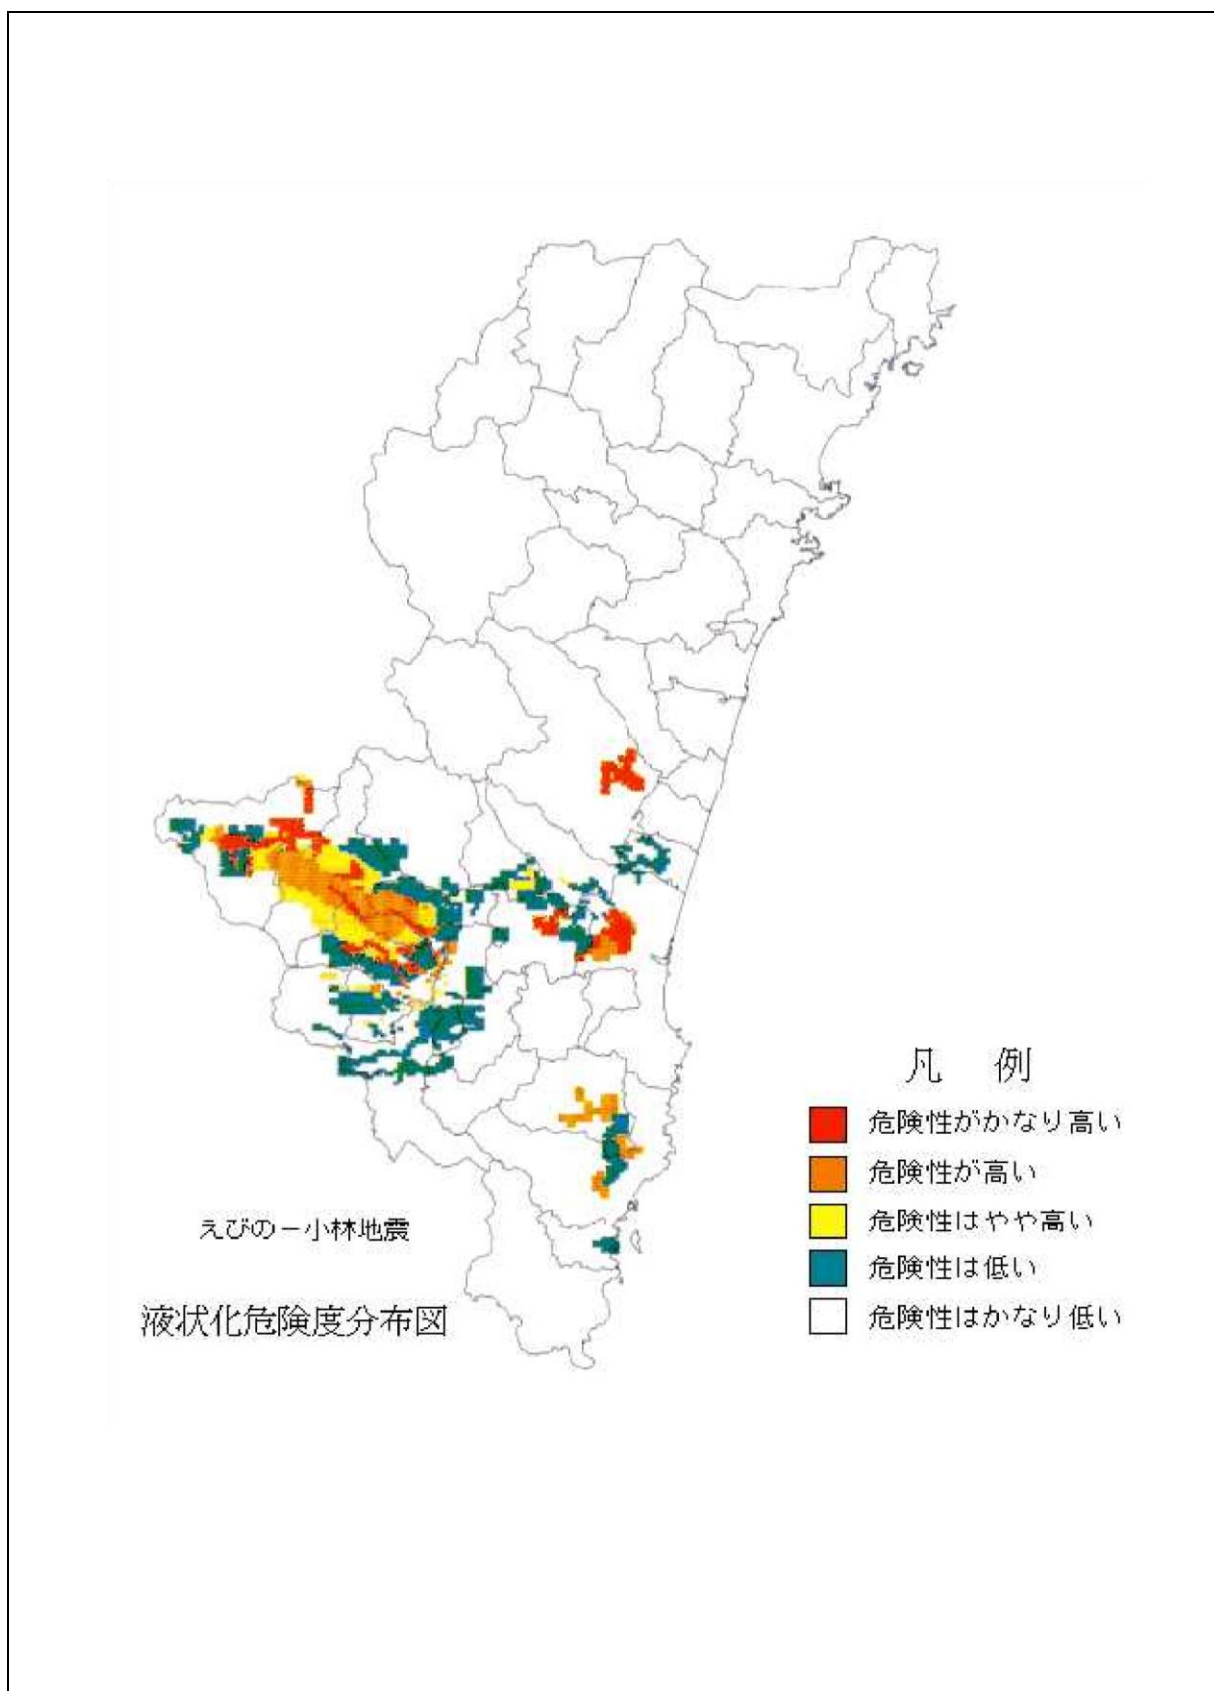 凡 例
危険性がかなり高い
危険性が高い
危険性はやや高い
危険性は低い
危険性はかなり低い
えびの－小林地震
液状化危険度分布図